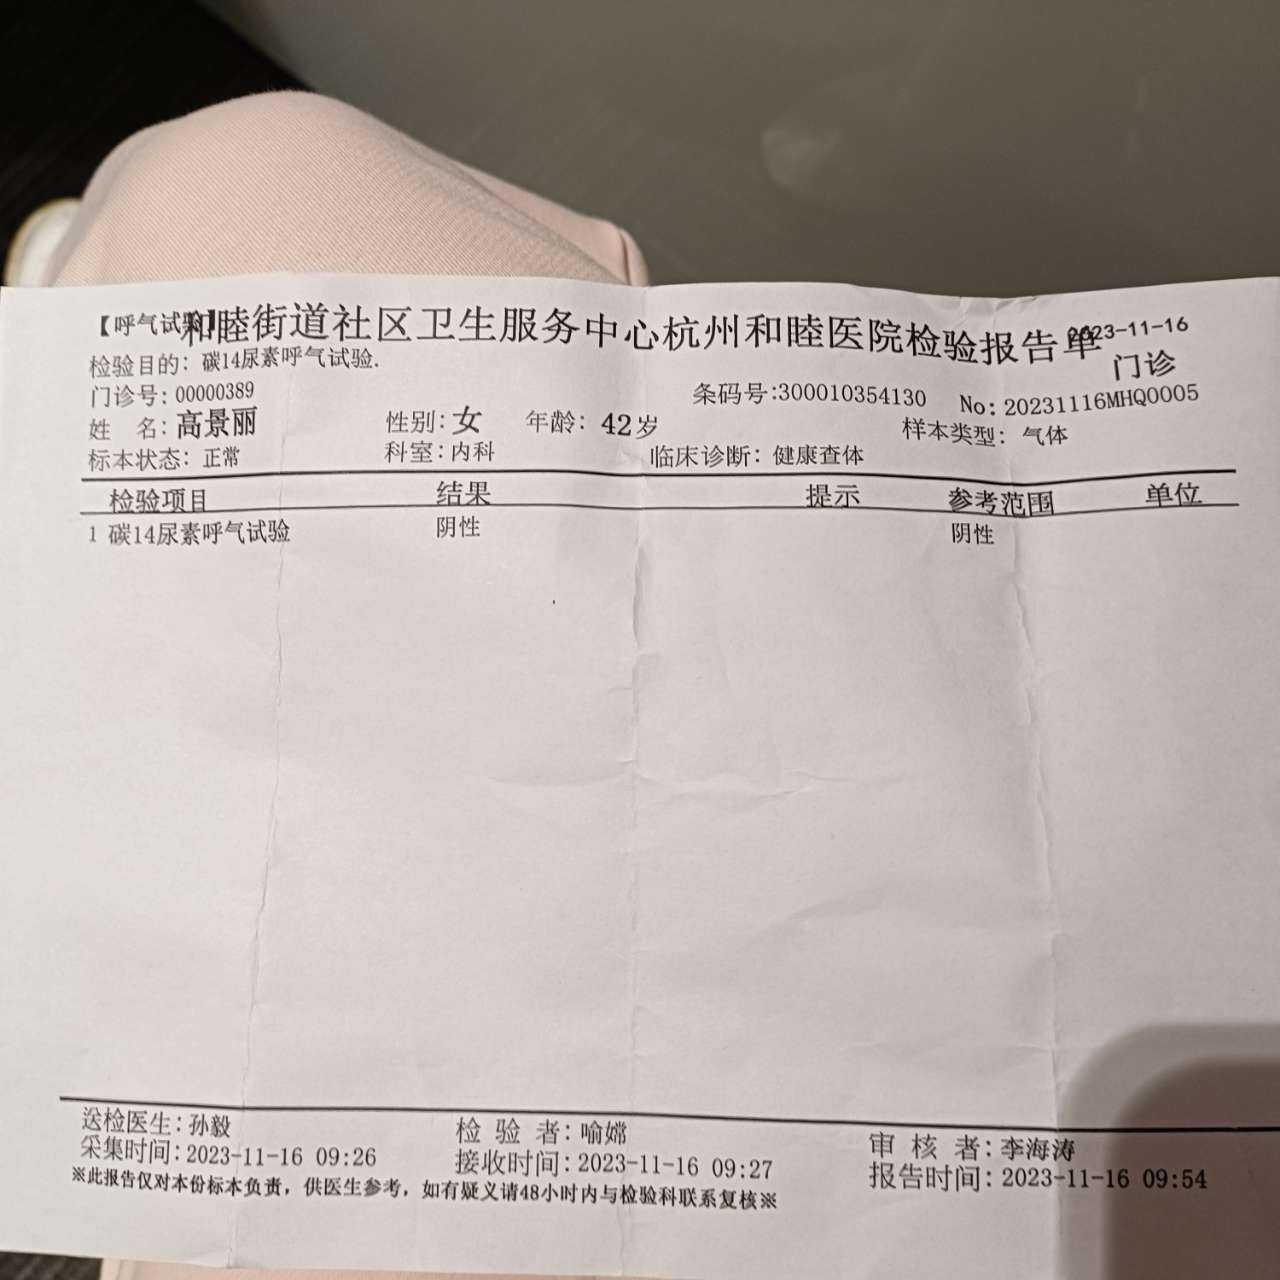 【呼气试验】和睦街道社区卫生服务中心杭州和睦医院检验报告单 2023-11-16
检验目的: 碳14尿素呼气试验. 门诊
门诊号: 00000389 条码号:300010354130 No: 20231116MHQ0005
姓 名: 高景丽 性别: 女 年龄: 42岁 样本类型: 气体
标本状态: 正常 科室: 内科 临床诊断: 健康查体
检验项目 结果 提示 参考范围 单位
1 碳14尿素呼气试验 阴性 阴性
送检医生: 孙毅 检 验 者: 喻嫦 审 核 者: 李海涛
采集时间: 2023-11-16 09:26 接收时间: 2023-11-16 09:27 报告时间: 2023-11-16 09:54
※此报告仅对本份标本负责，供医生参考，如有疑义请48小时内与检验科联系复核※